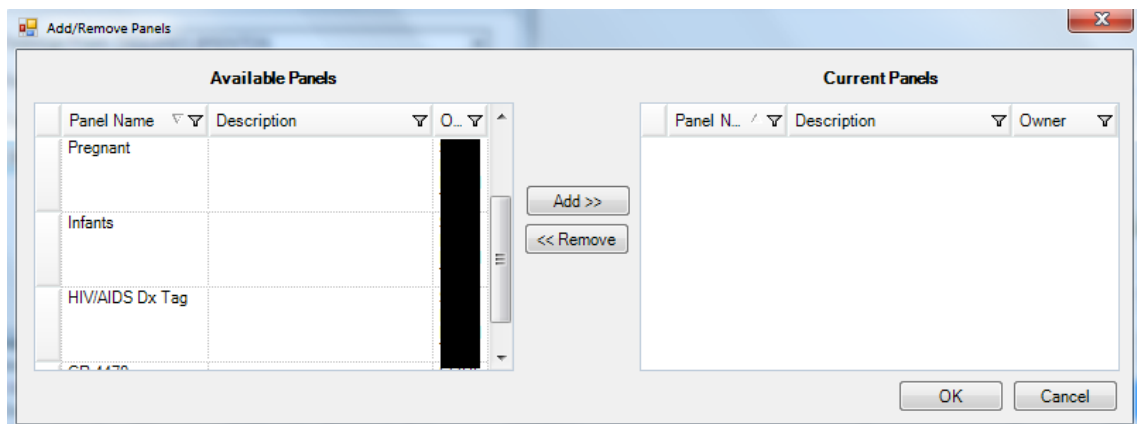 Add/Remove Panels
Available Panels
Current Panels
Panel Name Description O...
Panel N... Description Owner
Pregnant
Add >>
Infants
<< Remove
HIV/AIDS Dx Tag
OK Cancel